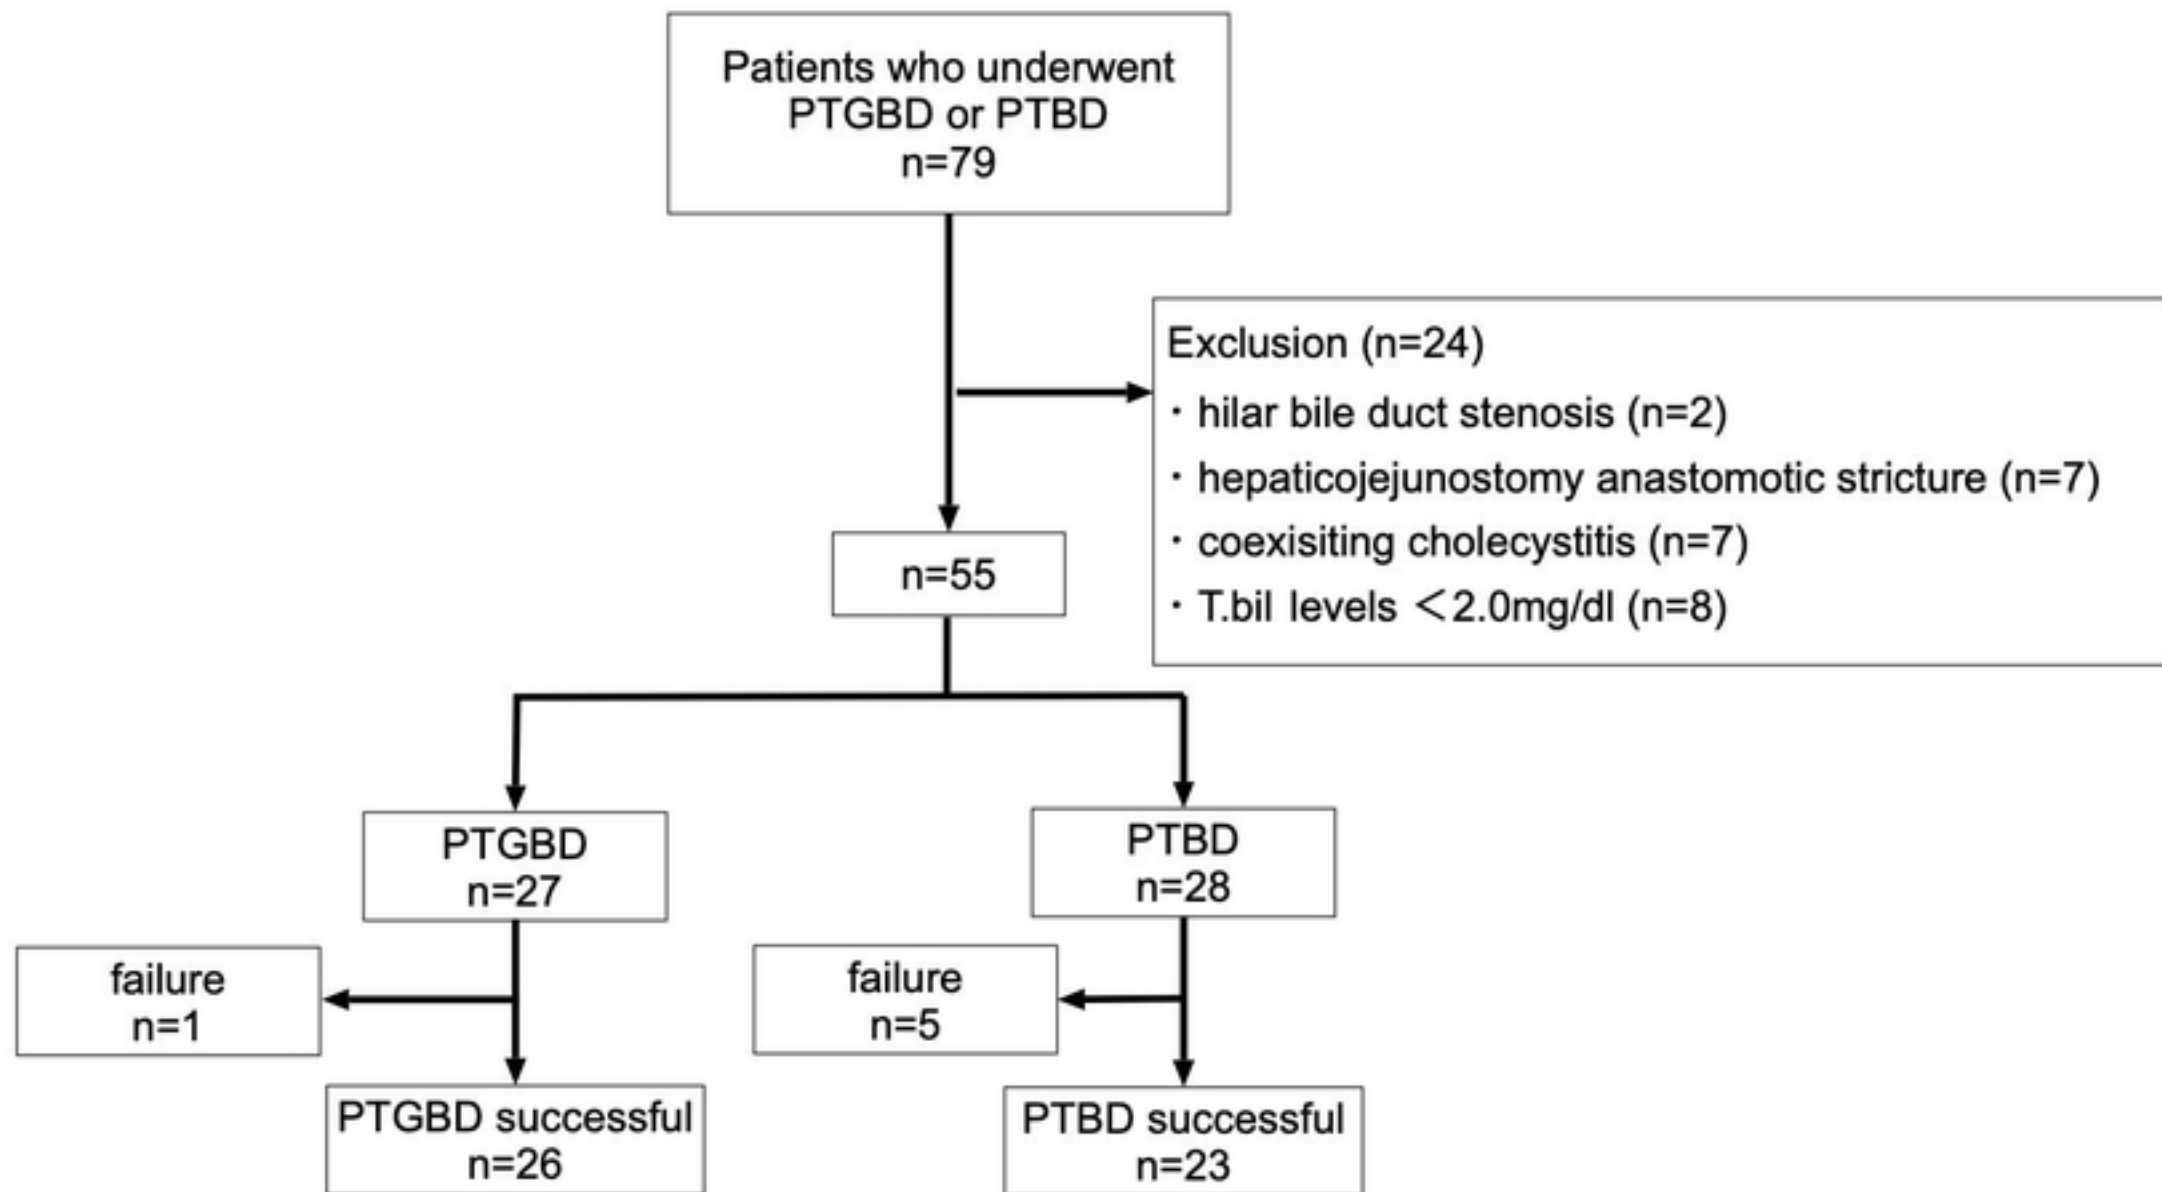 Patients who underwent
PTGBD or PTBD
n=79
Exclusion (n=24)
・hilar bile duct stenosis (n=2)
・hepaticojejunostomy anastomotic stricture (n=7)
・coexisiting cholecystitis (n=7)
・T.bil levels ＜2.0mg/dl (n=8)
n=55
PTGBD
n=27
PTBD
n=28
failure
n=1
failure
n=5
PTGBD successful
n=26
PTBD successful
n=23